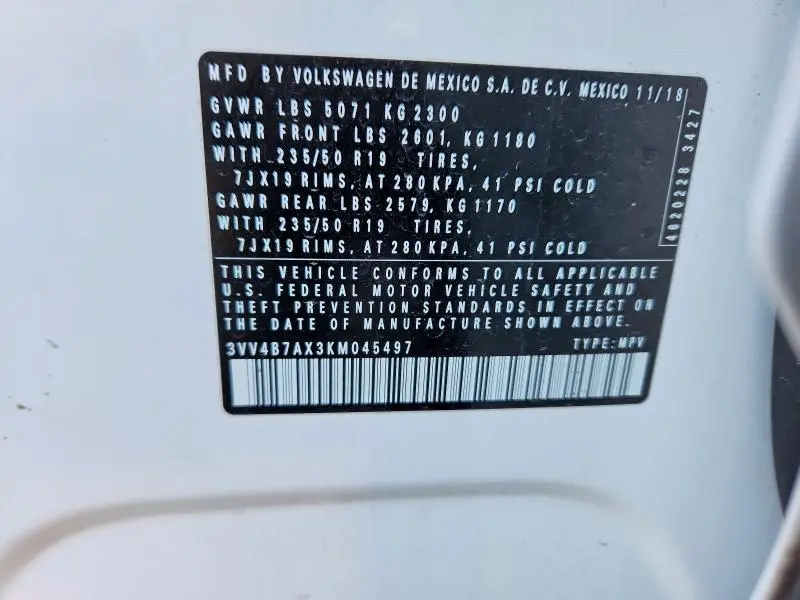 MFD BY VOLKSWAGEN DE MEXICO S.A. DE C.V. MEXICO 11/18
GVWR LBS 5071 KG 2300
GAWR FRONT LBS 2601, KG 1180
WITH 235/50 R19 TIRES,
7JX19 RIMS, AT 280 KPA, 41 PSI COLD
GAWR REAR LBS 2579, KG 1170
WITH 235/50 R19 TIRES,
7JX19 RIMS, AT 280 KPA, 41 PSI COLD
4620228 3427
THIS VEHICLE CONFORMS TO ALL APPLICABLE
U.S. FEDERAL MOTOR VEHICLE SAFETY AND
THEFT PREVENTION STANDARDS IN EFFECT ON
THE DATE OF MANUFACTURE SHOWN ABOVE.
3VV4B7AX3KM045497 TYPE: MPV